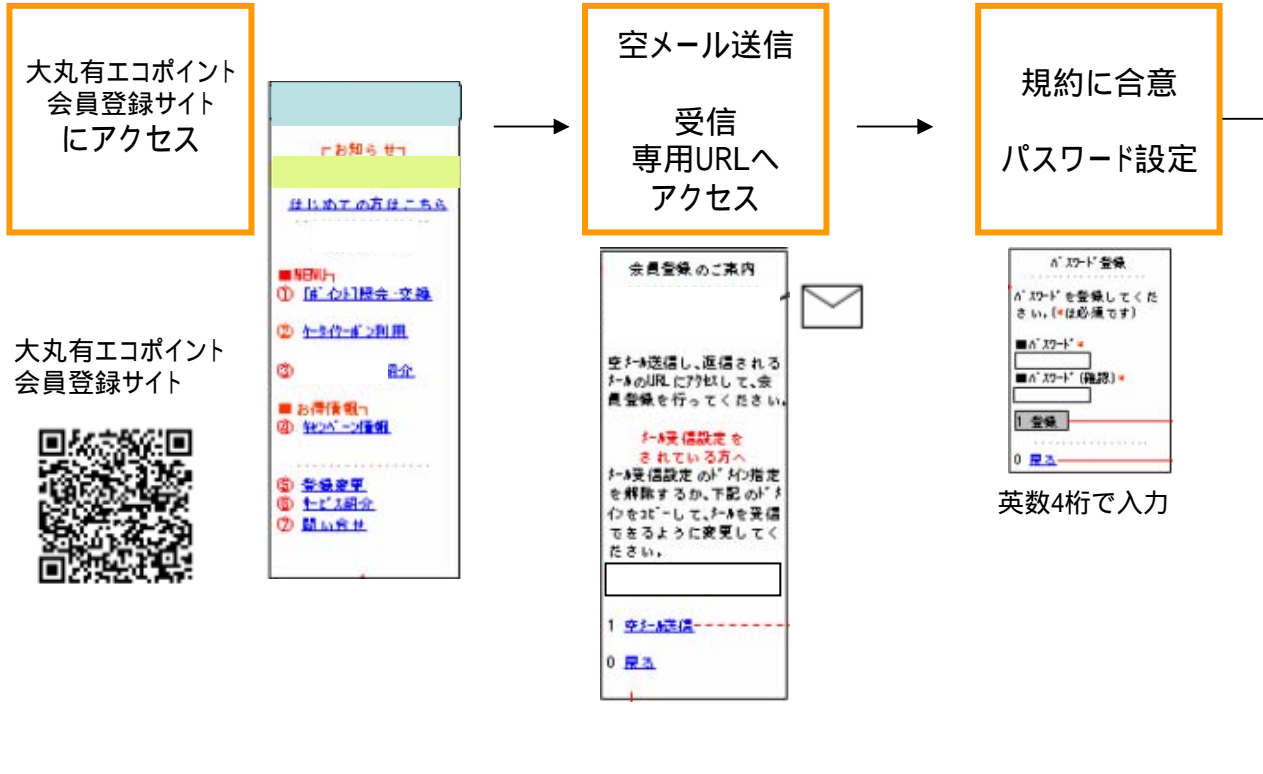 大丸有エコポイント
会員登録サイト
にアクセス
空メール送信
受信
専用URLへ
アクセス
規約に合意
パスワード設定
お知らせ
はじめての方はこちら
■MENU
① [ﾎﾟｲﾝﾄ]照会・交換
② ｹｰﾀｲｸｰﾎﾟﾝ利用
③ 紹介
■お得情報
④ ｷｬﾝﾍﾟｰﾝ情報
⑤ 登録変更
⑥ ｻｰﾋﾞｽ紹介
⑦ 問い合せ
大丸有エコポイント
会員登録サイト
会員登録のご案内
空ﾒｰﾙ送信し、返信される
ﾒｰﾙのURLにｱｸｾｽして、会
員登録を行ってください。
ﾒｰﾙ受信設定を
されている方へ
ﾒｰﾙ受信設定のﾄﾞﾒｲﾝ指定
を解除するか、下記のﾄﾞﾒ
ｲﾝをｺﾋﾟｰして、ﾒｰﾙを受信
できるように変更してく
ださい。
1 空ﾒｰﾙ送信
0 戻る
ﾊﾟｽﾜｰﾄﾞ登録
ﾊﾟｽﾜｰﾄﾞを登録してくだ
さい。(*は必須です)
■ﾊﾟｽﾜｰﾄﾞ*
■ﾊﾟｽﾜｰﾄﾞ(確認)*
1 登録
0 戻る
英数4桁で入力